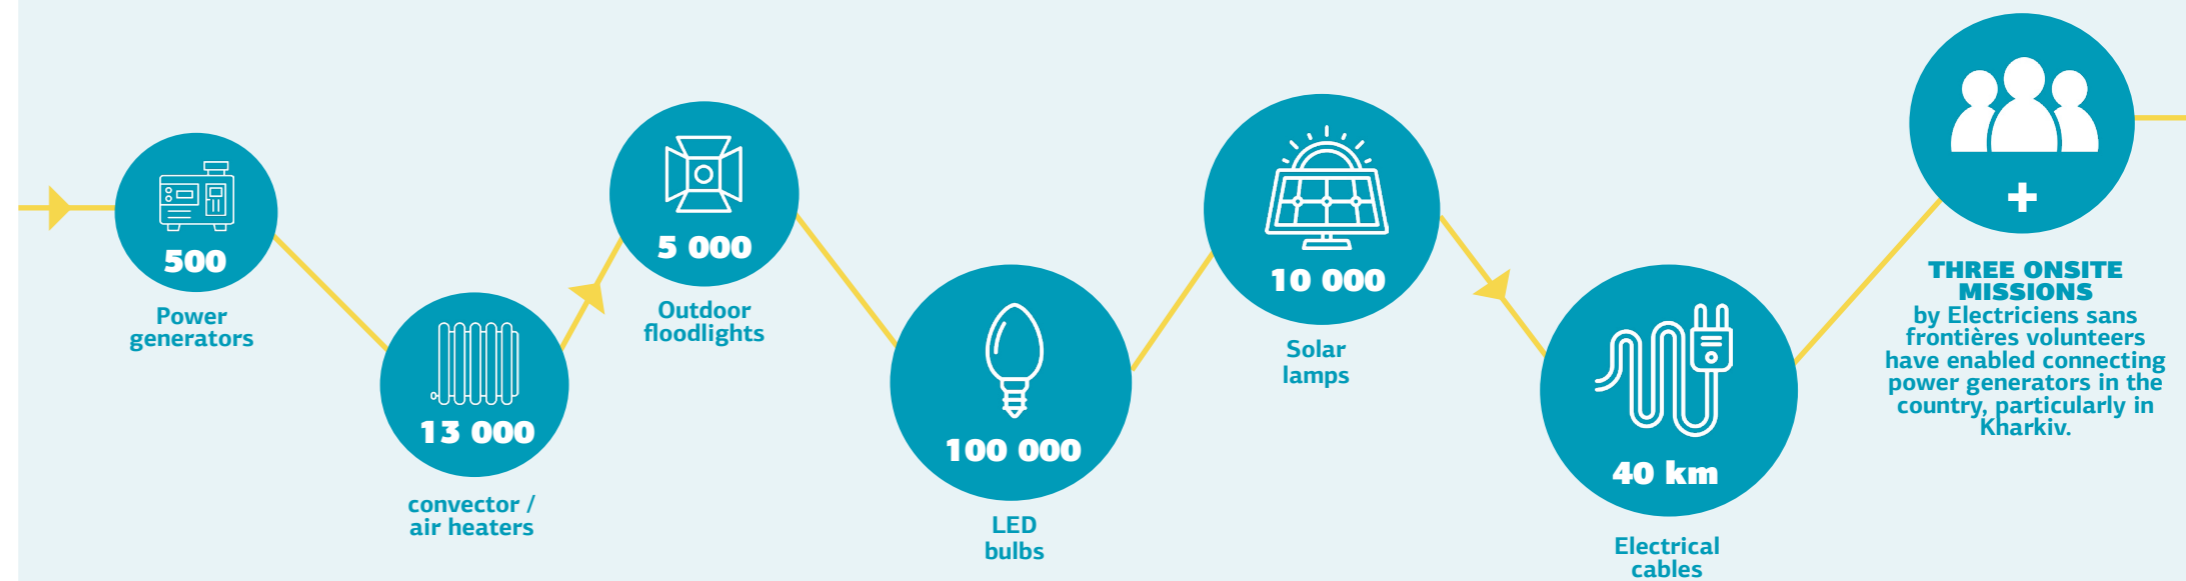 500
Power
generators
13 000
convector /
air heaters
5 000
Outdoor
floodlights
100 000
LED
bulbs
10 000
Solar
lamps
40 km
Electrical
cables
+
THREE ONSITE
MISSIONS
by Electriciens sans
frontières volunteers
have enabled connecting
power generators in the
country, particularly in
Kharkiv.